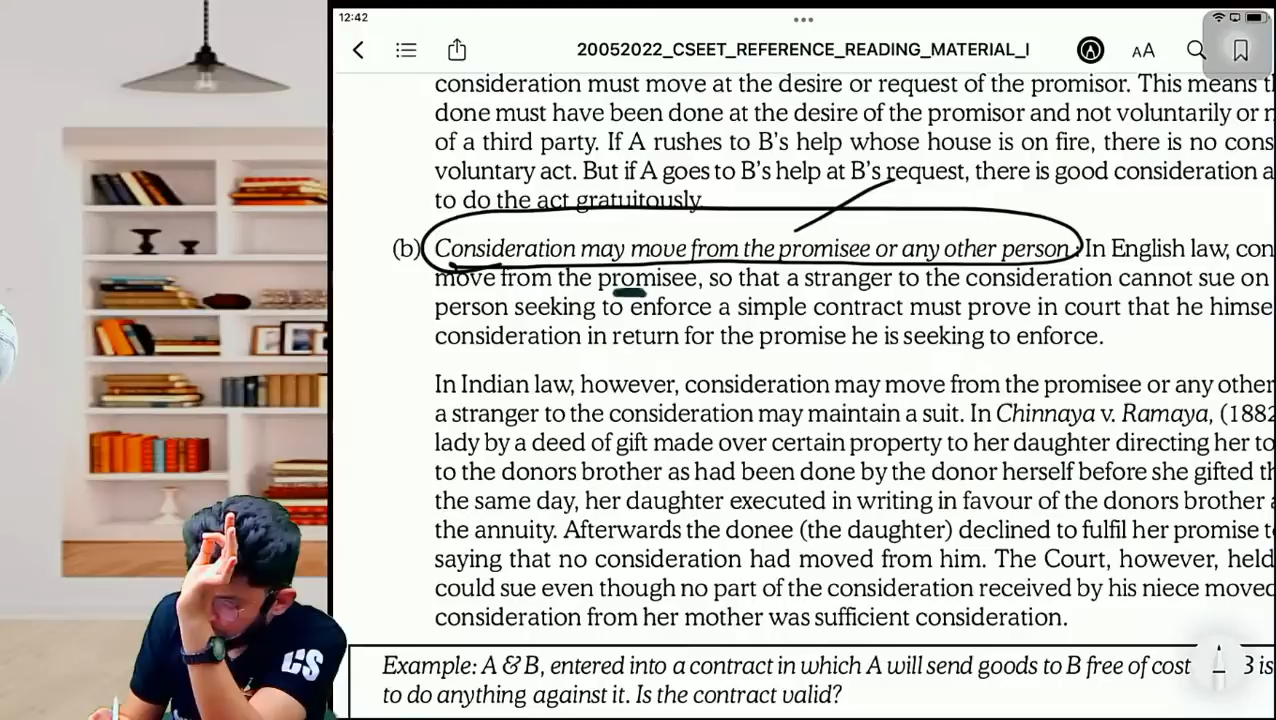 12:42
20052022_CSEET_REFERENCE_READING_MATERIAL_I
AA
consideration must move at the desire or request of the promisor. This means
done must have been done at the desire of the promisor and not voluntarily or
of a third party. If A rushes to B's help whose house is on fire, there is no
voluntary act. But if A goes to B's help at B's request, there is good consideration
to do the act gratuitously.
(b) Consideration may move from the promisee or any other person: In English law,
move from the promisee, so that a stranger to the consideration cannot sue on
person seeking to enforce a simple contract must prove in court that he
consideration in return for the promise he is seeking to enforce.
In Indian law, however, consideration may move from the promisee or any other
a stranger to the consideration may maintain a suit. In Chinnaya v. Ramaya, (1882
lady by a deed of gift made over certain property to her daughter directing her to
to the donors brother as had been done by the donor herself before she gifted
the same day, her daughter executed in writing in favour of the donors brother
the annuity. Afterwards the donee (the daughter) declined to fulfil her promise
saying that no consideration had moved from him. The Court, however, held
could sue even though no part of the consideration received by his niece moved
consideration from her mother was sufficient consideration.
Example: A & B, entered into a contract in which A will send goods to B free of cost B is
to do anything against it. Is the contract valid?
CS